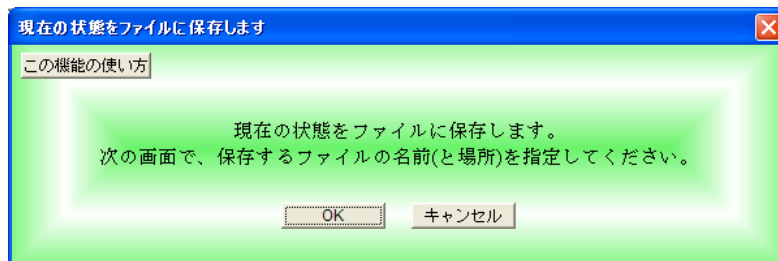 現在の状態をファイルに保存します
この機能の使い方
現在の状態をファイルに保存します。
次の画面で、保存するファイルの名前(と場所)を指定してください。
OK
キャンセル